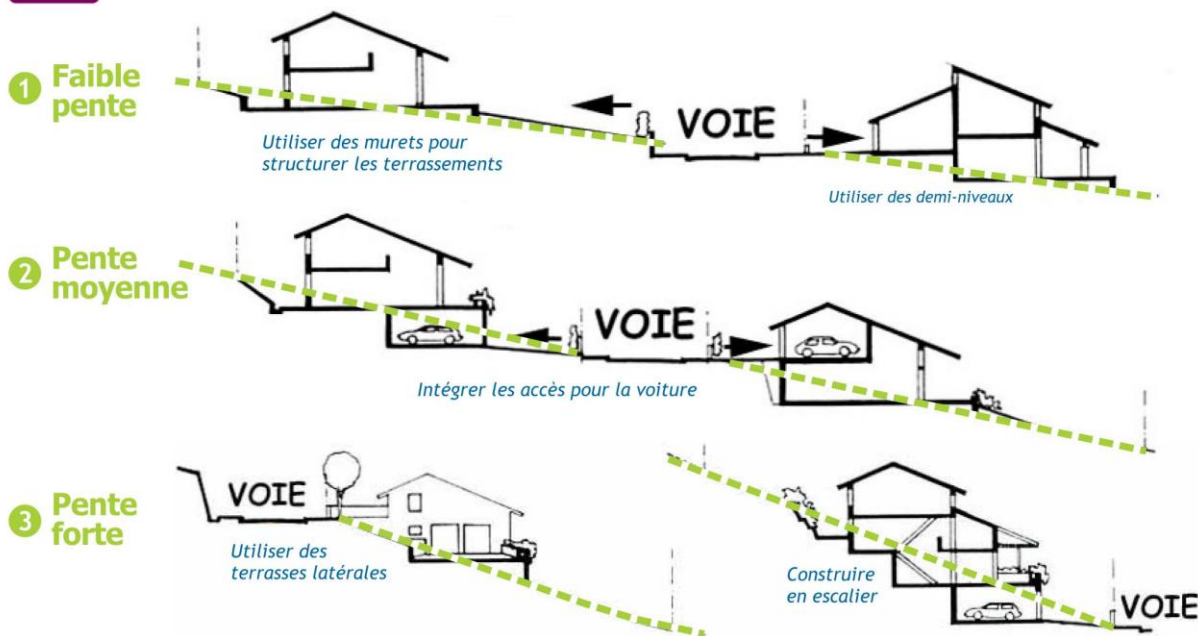 1 Faible
pente
VOIE
Utiliser des murets pour
structurer les terrassements
Utiliser des demi-niveaux
2 Pente
moyenne
VOIE
Intégrer les accès pour la voiture
3 Pente
forte
VOIE
Utiliser des
terrasses latérales
Construire
en escalier
VOIE